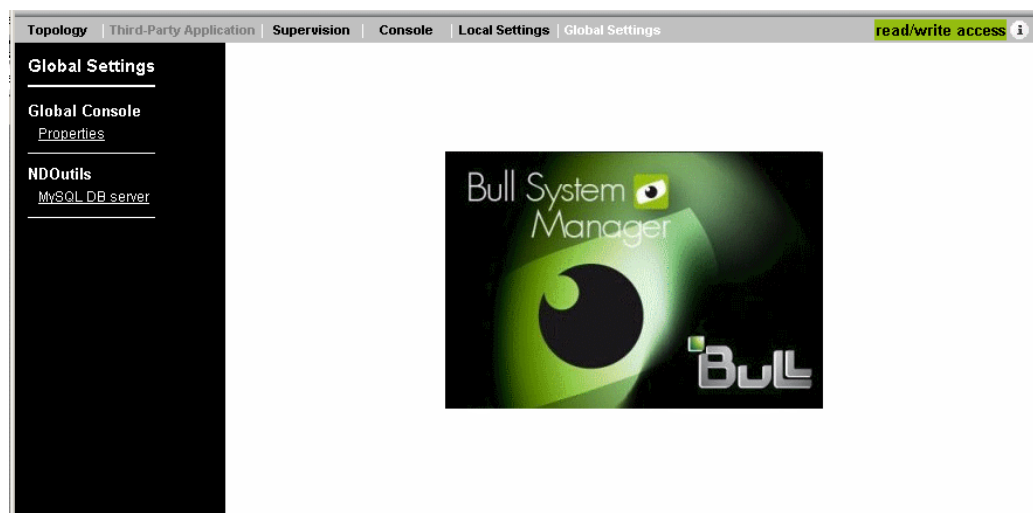 Topology | Third-Party Application | Supervision | Console | Local Settings | Global Settings read/write access i
Global Settings
Global Console
Properties
NDOutils
MySQL DB server
Bull System
Manager
Bull